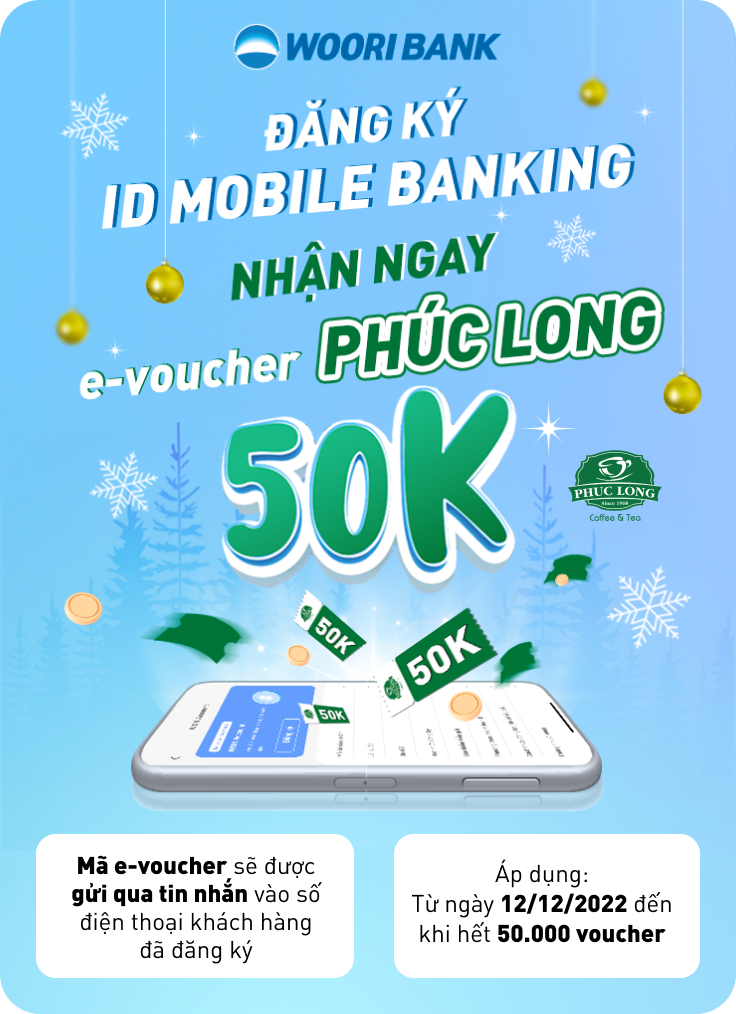 WOORI BANK
ĐĂNG KÝ
ID MOBILE BANKING
NHẬN NGAY
e-voucher PHÚC LONG
50K
PHUC LONG
Since 1968
Coffee & Tea
50K
50K
50K
Mã e-voucher sẽ được
gửi qua tin nhắn vào số
điện thoại khách hàng
đã đăng ký
Áp dụng:
Từ ngày 12/12/2022 đến
khi hết 50.000 voucher